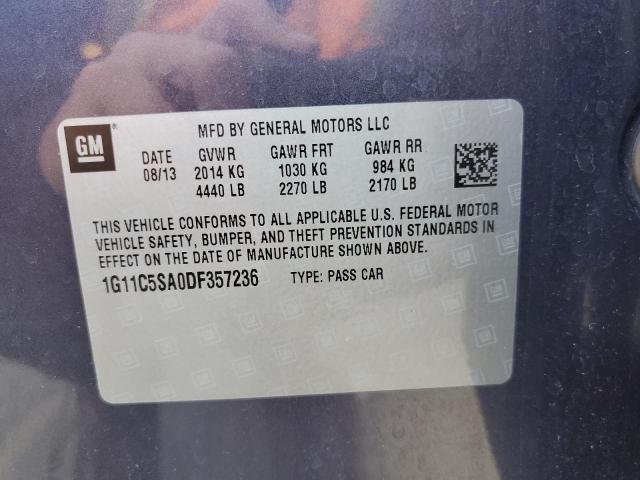 GM
MFD BY GENERAL MOTORS LLC
DATE GVWR GAWR FRT GAWR RR
08/13 2014 KG 1030 KG 984 KG
4440 LB 2270 LB 2170 LB
THIS VEHICLE CONFORMS TO ALL APPLICABLE U.S. FEDERAL MOTOR
VEHICLE SAFETY, BUMPER, AND THEFT PREVENTION STANDARDS IN
EFFECT ON THE DATE OF MANUFACTURE SHOWN ABOVE.
1G11C5SA0DF357236 TYPE: PASS CAR